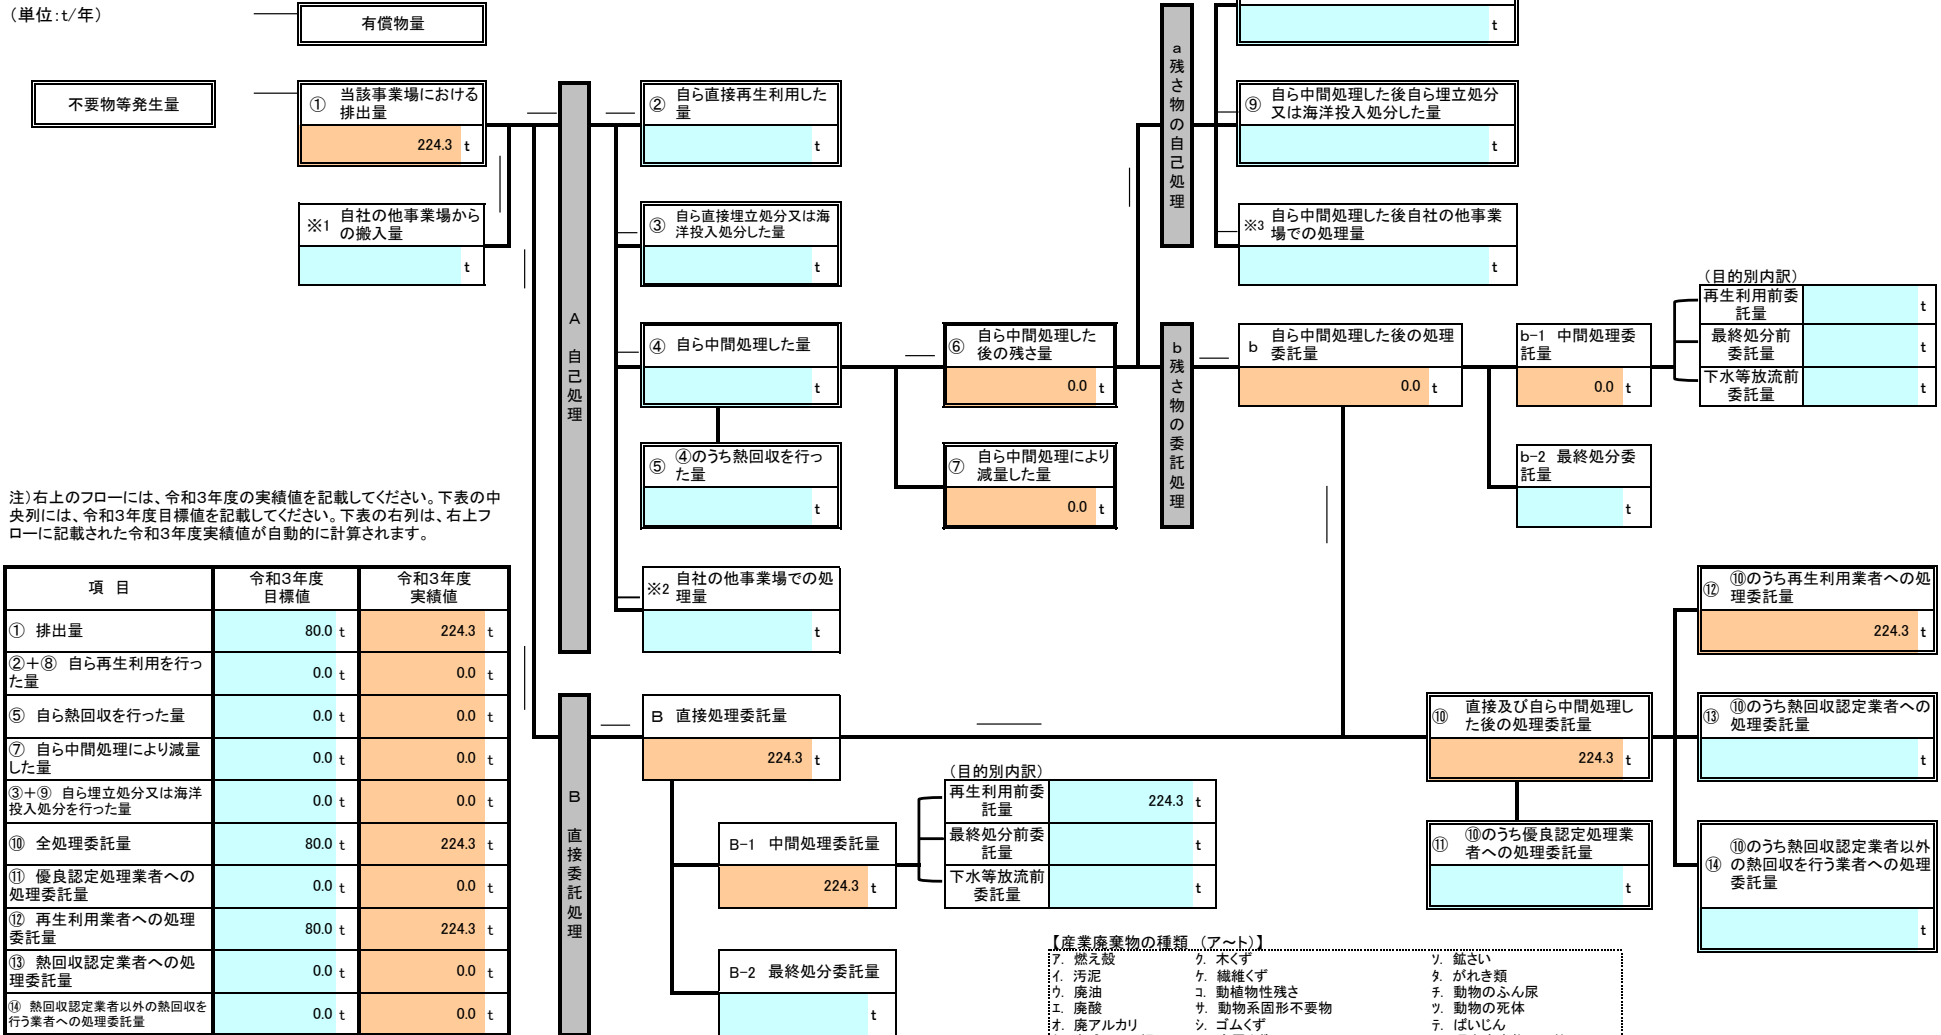 (単位:t/年)
有償物量
t
不要物等発生量
① 当該事業場における
排出量
224.3 t
※1 自社の他事業場から
の搬入量
t
A 自己処理
② 自ら直接再生利用した
量
t
③ 自ら直接埋立処分又は海
洋投入処分した量
t
④ 自ら中間処理した量
t
⑤ ④のうち熱回収を行っ
た量
t
※2 自社の他事業場での処
理量
t
⑥ 自ら中間処理した
後の残さ量
0.0 t
⑦ 自ら中間処理により
減量した量
0.0 t
a 残さ物の自己処理
⑨ 自ら中間処理した後自ら埋立処分
又は海洋投入処分した量
t
※3 自ら中間処理した後自社の他事業
場での処理量
t
b 残さ物の委託処理
b 自ら中間処理した後の処理
委託量
0.0 t
b-1 中間処理委
託量
0.0 t
b-2 最終処分委
託量
t
(目的別内訳)
再生利用前委
託量
t
最終処分前
委託量
t
下水等放流前
委託量
t
注)右上のフローには、令和3年度の実績値を記載してください。下表の中
央列には、令和3年度目標値を記載してください。下表の右列は、右上フ
ローに記載された令和3年度実績値が自動的に計算されます。
項 目 令和3年度
目標値 令和3年度
実績値
① 排出量 80.0 t 224.3 t
②+⑧ 自ら再生利用を行っ
た量 0.0 t 0.0 t
⑤ 自ら熱回収を行った量 0.0 t 0.0 t
⑦ 自ら中間処理により減量
した量 0.0 t 0.0 t
③+⑨ 自ら埋立処分又は海洋
投入処分を行った量 0.0 t 0.0 t
⑩ 全処理委託量 80.0 t 224.3 t
⑪ 優良認定処理業者への
処理委託量 0.0 t 0.0 t
⑫ 再生利用業者への処理
委託量 80.0 t 224.3 t
⑬ 熱回収認定業者への処
理委託量 0.0 t 0.0 t
⑭ 熱回収認定業者以外の熱回収を
行う業者への処理委託量 0.0 t 0.0 t
B 直接委託処理
B 直接処理委託量
224.3 t
B-1 中間処理委託量
224.3 t
B-2 最終処分委託量
t
(目的別内訳)
再生利用前委
託量
224.3 t
最終処分前委
託量
t
下水等放流前
委託量
t
⑩ 直接及び自ら中間処理し
た後の処理委託量
224.3 t
⑪ ⑩のうち優良認定処理業
者への処理委託量
t
⑫ ⑩のうち再生利用業者への処
理委託量
224.3 t
⑬ ⑩のうち熱回収認定業者への
処理委託量
t
⑭ ⑩のうち熱回収認定業者以外
の熱回収を行う業者への処理
委託量
t
【産業廃棄物の種類 (ア~ト)】
ア. 燃え殻 ク. 木くず ソ. 鉱さい
イ. 汚泥 ケ. 繊維くず タ. がれき類
ウ. 廃油 コ. 動植物性残さ チ. 動物のふん尿
エ. 廃酸 サ. 動物系固形不要物 ツ. 動物の死体
オ. 廃アルカリ シ. ゴムくず テ. ばいじん